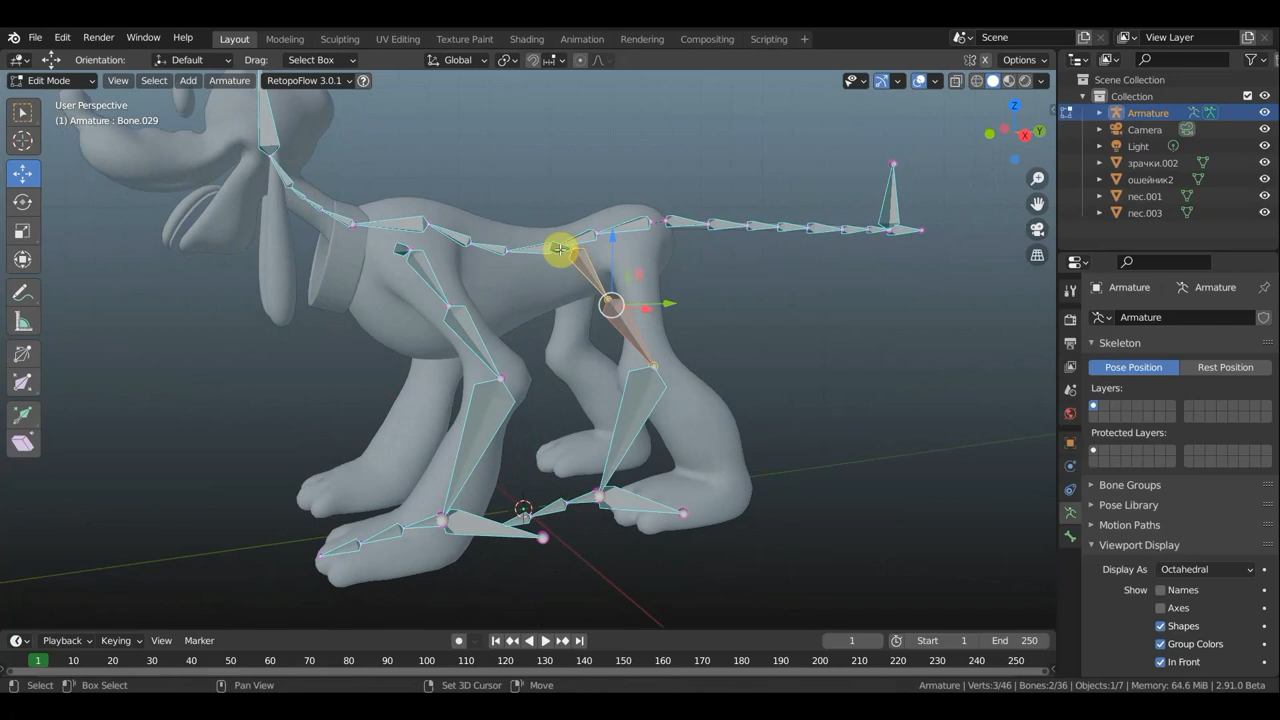 File Edit Render Window Help Layout Modeling Sculpting UV Editing Texture Paint Shading Animation Rendering Compositing Scripting + Scene View Layer
Orientation: Default Drag: Select Box Global X Options
Edit Mode View Select Add Armature RetopoFlow 3.0.1 ?
User Perspective
(1) Armature : Bone.029
Z
Y
X
Scene Collection
Collection
Armature
Camera
Light
зрачки.002
ошейник2
пес.001
пес.003
Armature Armature
Armature
Skeleton
Pose Position Rest Position
Layers:
Protected Layers:
Bone Groups
Pose Library
Motion Paths
Viewport Display
Display As Octahedral
Show Names
Axes
Shapes
Group Colors
In Front
Playback Keying View Marker 1 Start 1 End 250
1 10 20 30 40 50 60 70 80 90 100 110 120 130 140 150 160 170 180 190 200 210 220 230 240 250
Select Box Select Pan View Set 3D Cursor Move Armature | Verts:3/46 | Bones:2/36 | Objects:1/7 | Memory: 64.6 MiB | 2.91.0 Beta